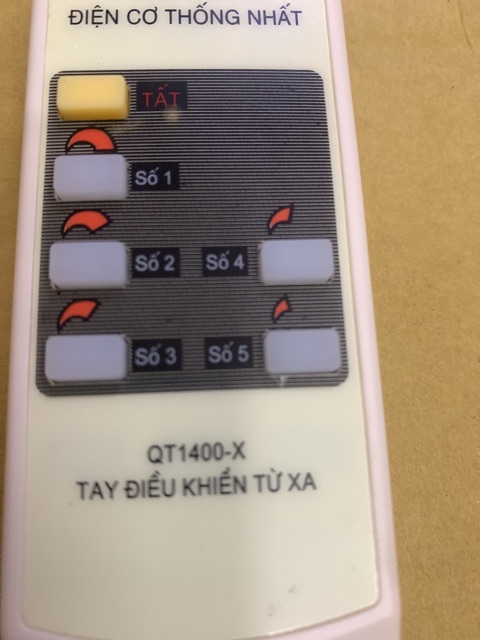 ĐIỆN CƠ THỐNG NHẤT
TẮT
Số 1
Số 2
Số 4
Số 3
Số 5
QT1400-X
TAY ĐIỀU KHIỂN TỪ XA